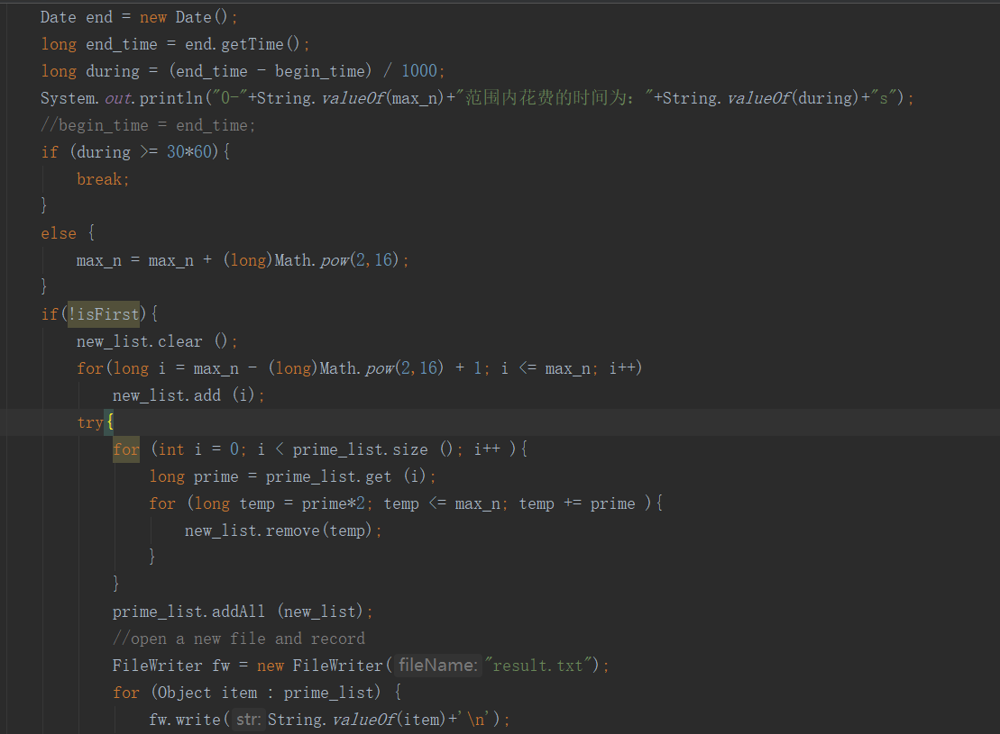 Date end = new Date();
long end_time = end.getTime();
long during = (end_time - begin_time) / 1000;
System.out.println("0-"+String.valueOf(max_n)+"范围内花费的时间为: "+String.valueOf(during)+"s");
//begin_time = end_time;
if (during >= 30*60){
break;
}
else {
max_n = max_n + (long)Math.pow(2,16);
}
if(!isFirst){
new_list.clear ();
for(long i = max_n - (long)Math.pow(2,16) + 1; i <= max_n; i++)
new_list.add (i);
try{
for (int i = 0; i < prime_list.size (); i++ ){
long prime = prime_list.get (i);
for (long temp = prime*2; temp <= max_n; temp += prime ){
new_list.remove(temp);
}
}
prime_list.addAll (new_list);
//open a new file and record
FileWriter fw = new FileWriter( fileName: "result.txt");
for (Object item : prime_list) {
fw.write( str: String.valueOf(item)+'\n');